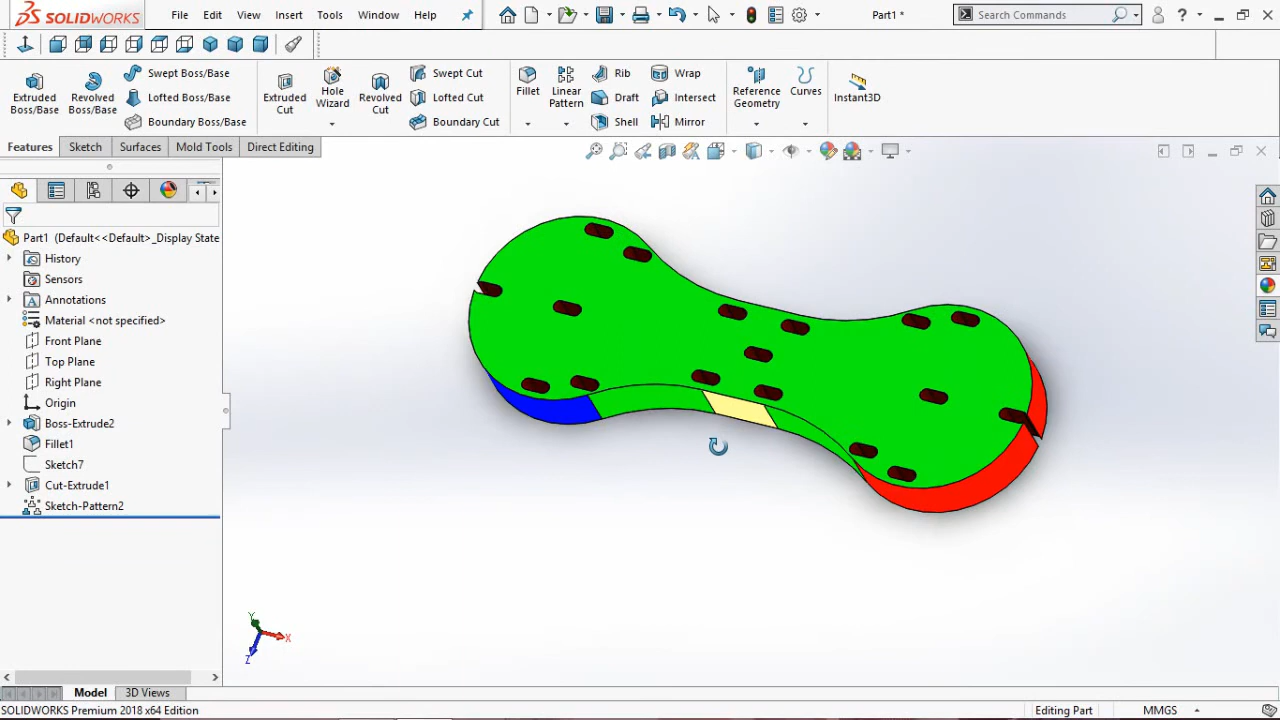 SOLIDWORKS File Edit View Insert Tools Window Help Part1 * Search Commands ?
Extruded Boss/Base Revolved Boss/Base Swept Boss/Base Lofted Boss/Base Boundary Boss/Base Extruded Cut Hole Wizard Revolved Cut Swept Cut Lofted Cut Boundary Cut Fillet Linear Pattern Rib Draft Shell Wrap Intersect Mirror Reference Geometry Curves Instant3D
Features Sketch Surfaces Mold Tools Direct Editing
Part1 (Default<<Default>_Display State
History
Sensors
Annotations
Material <not specified>
Front Plane
Top Plane
Right Plane
Origin
Boss-Extrude2
Fillet1
Sketch7
Cut-Extrude1
Sketch-Pattern2
Y
X
Z
Model 3D Views
SOLIDWORKS Premium 2018 x64 Edition Editing Part MMGS